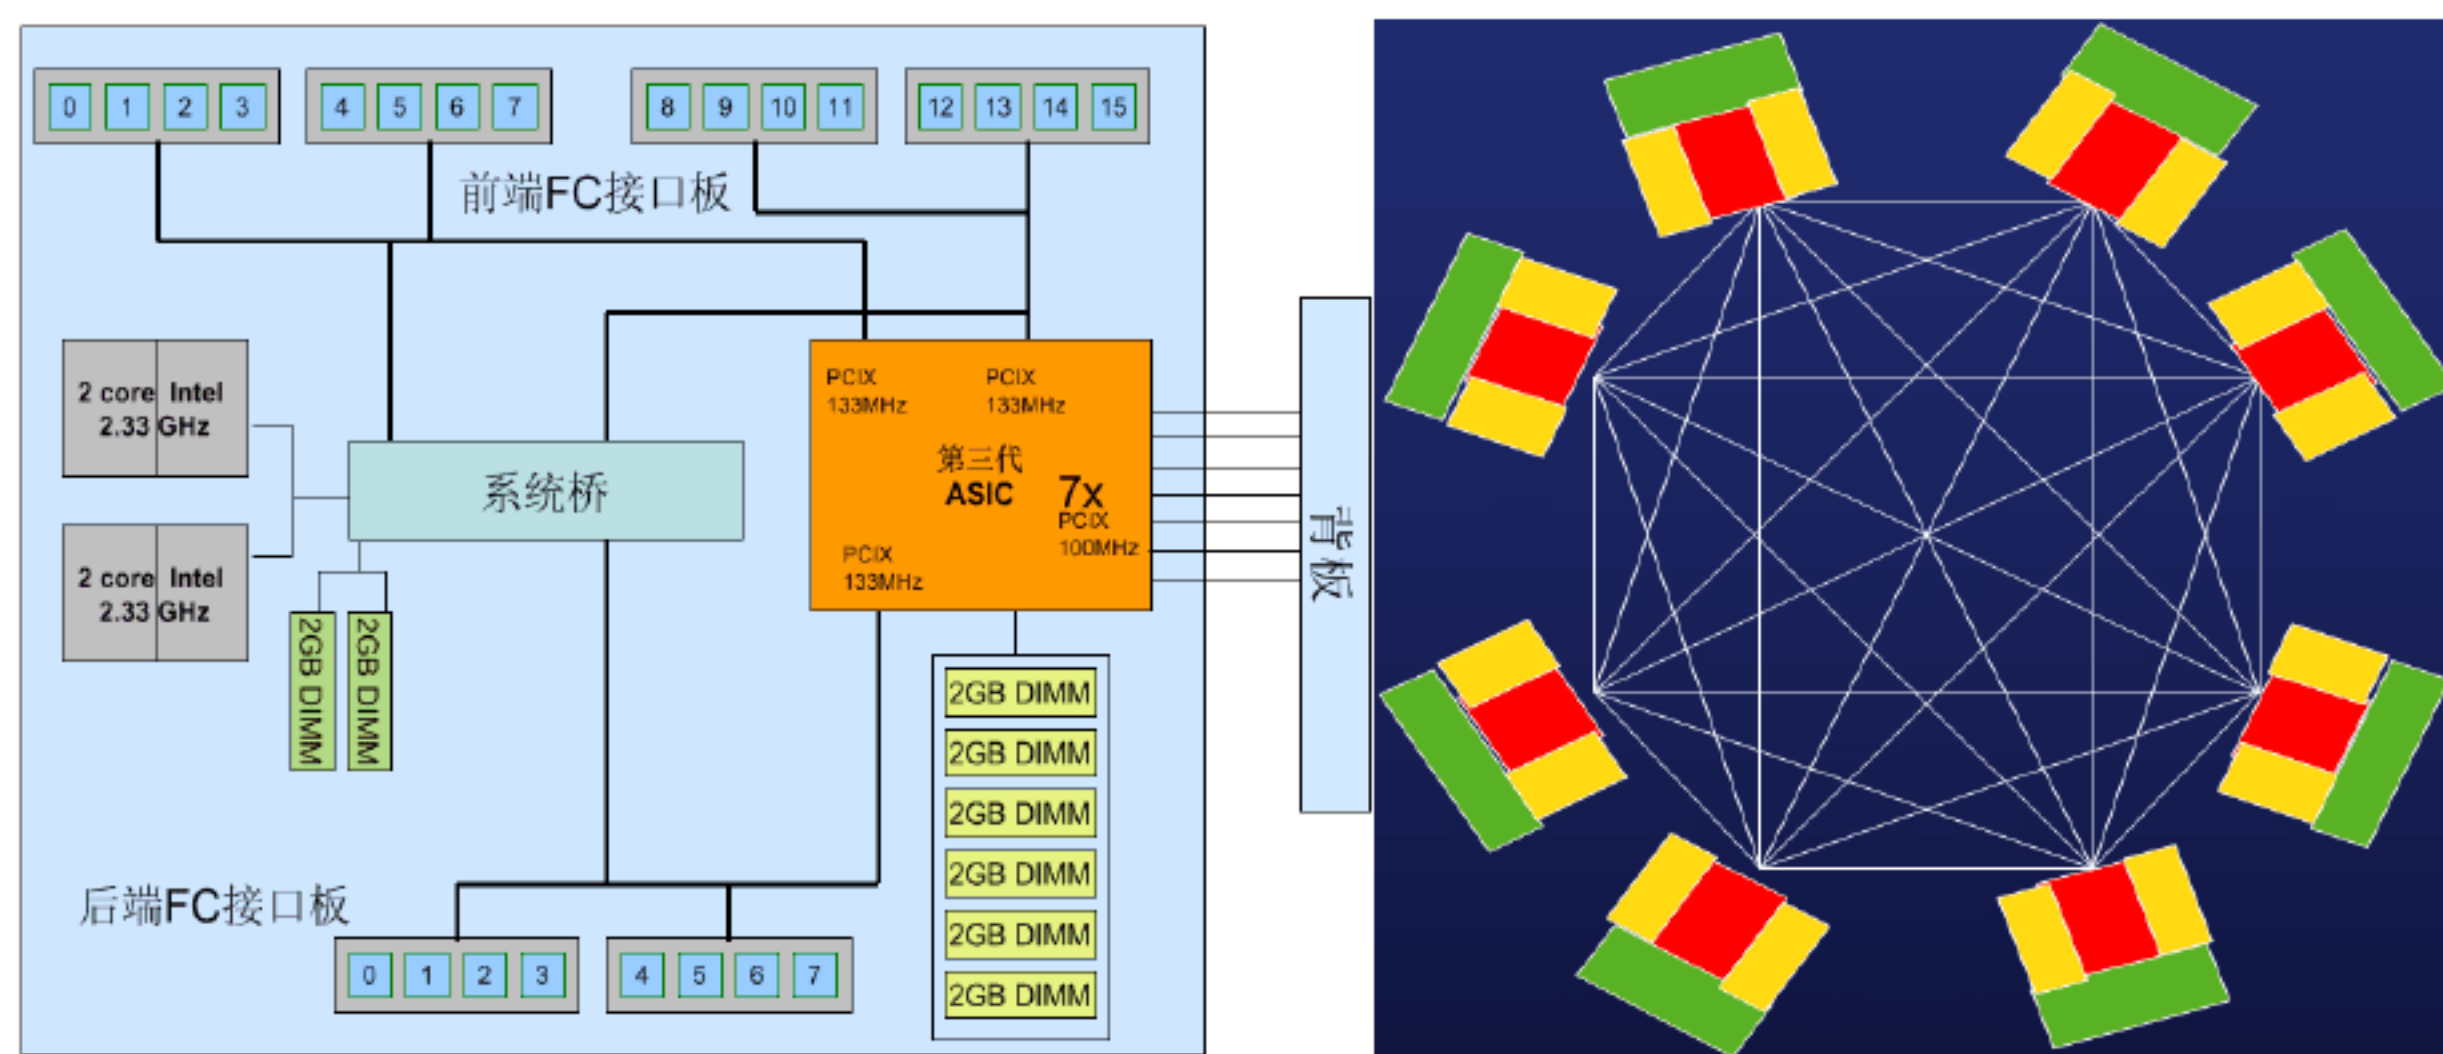 0 1 2 3
4 5 6 7
8 9 10 11
12 13 14 15
前端FC接口板
2 core Intel
2.33 GHz
2 core Intel
2.33 GHz
系统桥
2GB DIMM
2GB DIMM
PCIX
133MHz
PCIX
133MHz
第三代
ASIC
7x
PCIX
100MHz
PCIX
133MHz
背板
2GB DIMM
2GB DIMM
2GB DIMM
2GB DIMM
2GB DIMM
2GB DIMM
后端FC接口板
0 1 2 3
4 5 6 7